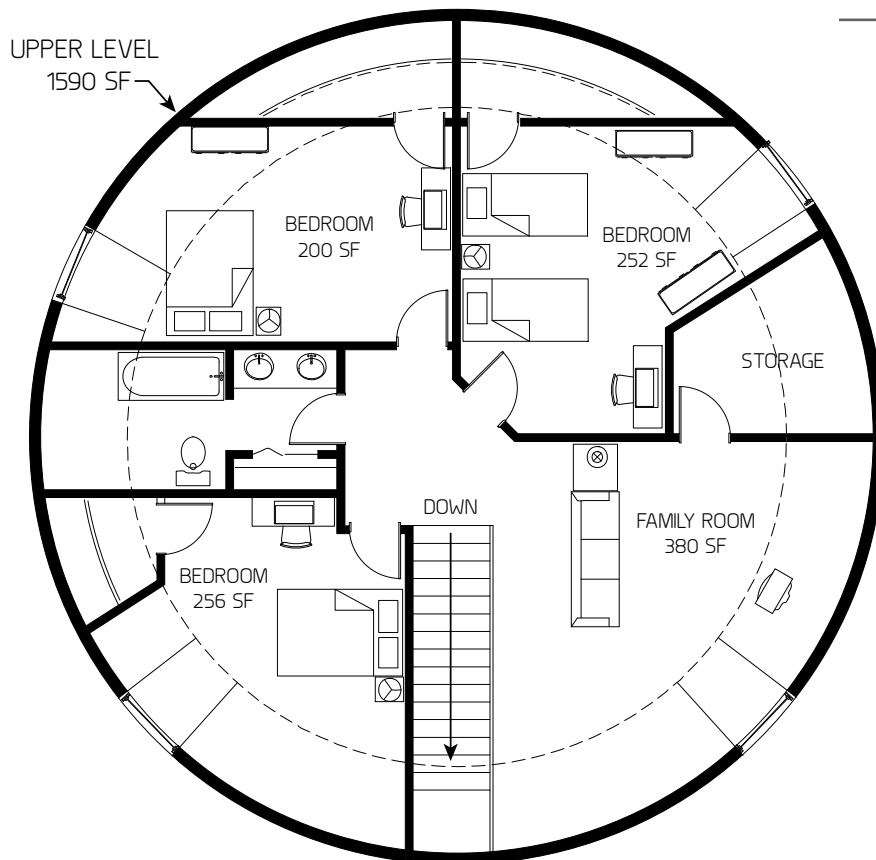 UPPER LEVEL
1590 SF
BEDROOM
200 SF
BEDROOM
252 SF
STORAGE
DOWN
FAMILY ROOM
380 SF
BEDROOM
256 SF